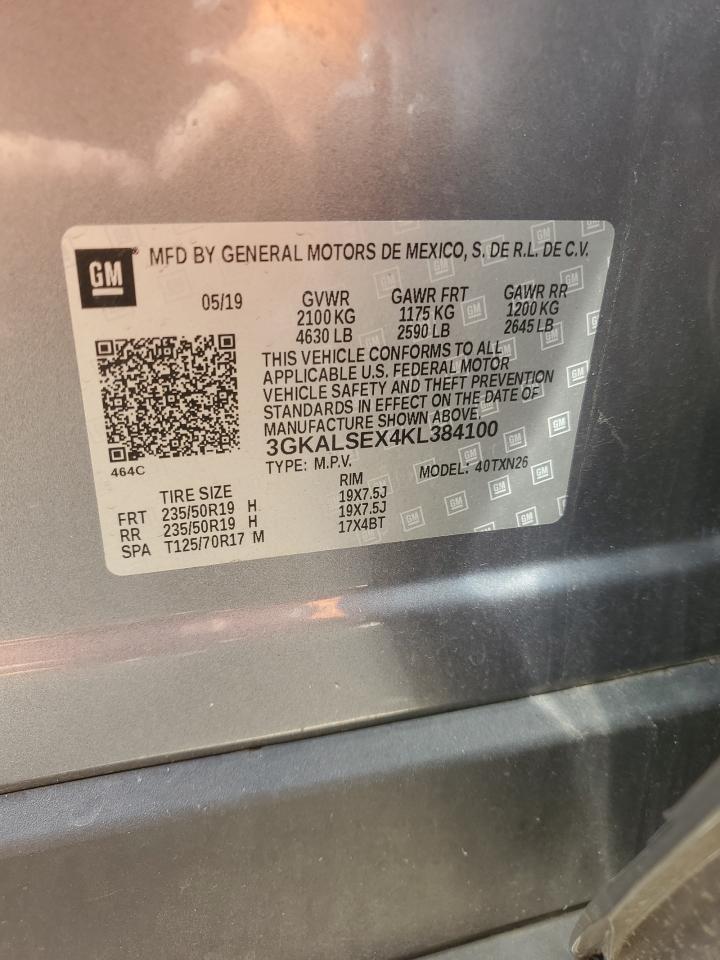 GM ® MFD BY GENERAL MOTORS DE MEXICO, S. DE R.L. DE C.V.
05/19 GVWR GAWR FRT GAWR RR
2100 KG 1175 KG 1200 KG
4630 LB 2590 LB 2645 LB
THIS VEHICLE CONFORMS TO ALL
APPLICABLE U.S. FEDERAL MOTOR
VEHICLE SAFETY AND THEFT PREVENTION
STANDARDS IN EFFECT ON THE DATE OF
MANUFACTURE SHOWN ABOVE.
3GKALSEX4KL384100
464C
TYPE: M.P.V. MODEL: 40TXN26
TIRE SIZE RIM
FRT 235/50R19 H 19X7.5J
RR 235/50R19 H 19X7.5J
SPA T125/70R17 M 17X4BT